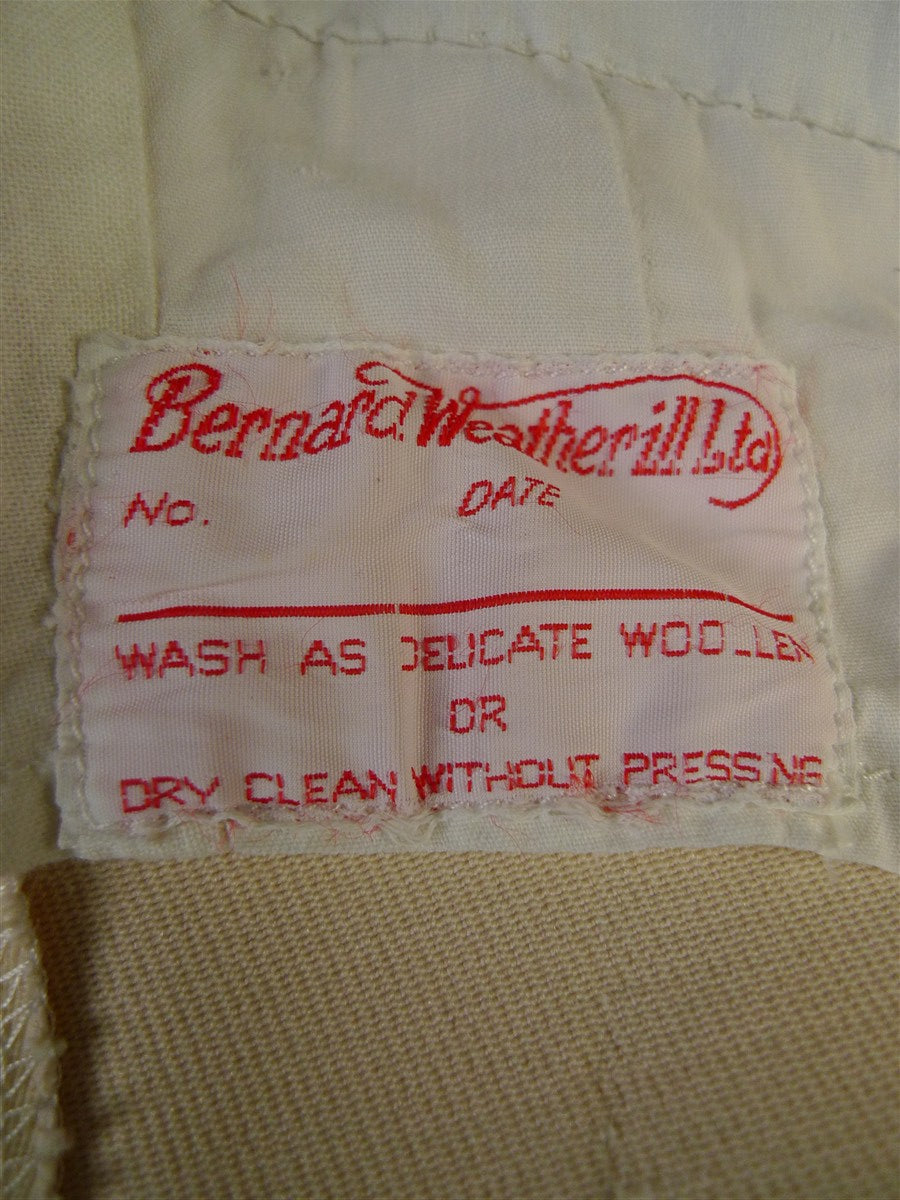 Bernard Weatherill Ltd
No. DATE
WASH AS DELICATE WOOLLEN
OR
DRY CLEAN WITHOUT PRESSING